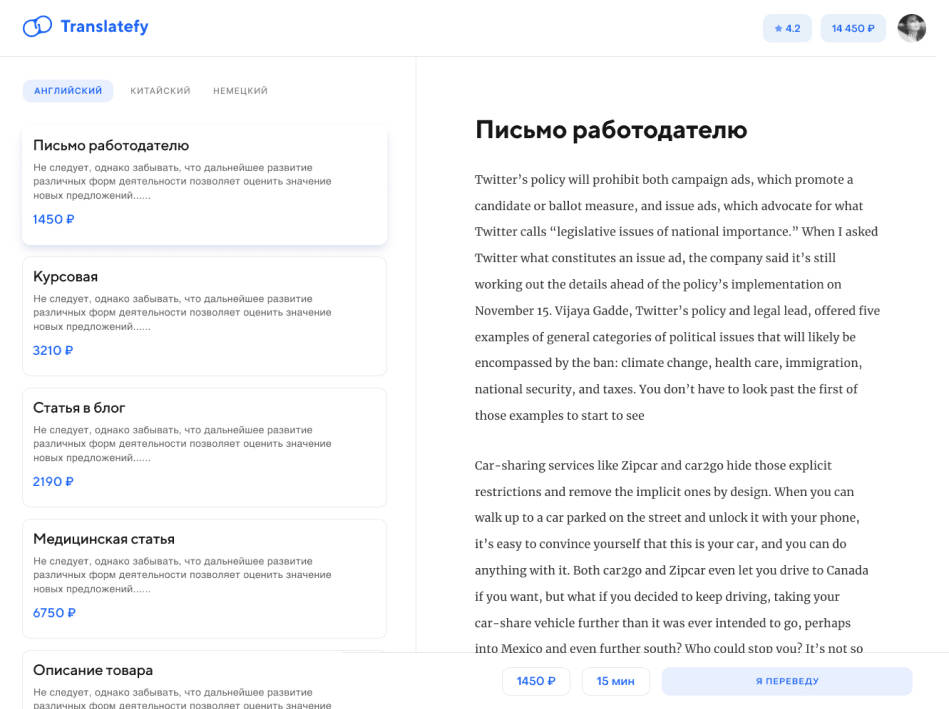 Translatefy
★ 4.2
14 450 ₽
АНГЛИЙСКИЙ
КИТАЙСКИЙ
НЕМЕЦКИЙ
Письмо работодателю
Не следует, однако забывать, что дальнейшее развитие
различных форм деятельности позволяет оценить значение
новых предложений......
1450 ₽
Курсовая
Не следует, однако забывать, что дальнейшее развитие
различных форм деятельности позволяет оценить значение
новых предложений......
3210 ₽
Статья в блог
Не следует, однако забывать, что дальнейшее развитие
различных форм деятельности позволяет оценить значение
новых предложений......
2190 ₽
Медицинская статья
Не следует, однако забывать, что дальнейшее развитие
различных форм деятельности позволяет оценить значение
новых предложений......
6750 ₽
Описание товара
Не следует, однако забывать, что дальнейшее развитие
различных форм деятельности позволяет оценить значение
Письмо работодателю
Twitter’s policy will prohibit both campaign ads, which promote a
candidate or ballot measure, and issue ads, which advocate for what
Twitter calls “legislative issues of national importance.” When I asked
Twitter what constitutes an issue ad, the company said it’s still
working out the details ahead of the policy’s implementation on
November 15. Vijaya Gadde, Twitter’s policy and legal lead, offered five
examples of general categories of political issues that will likely be
encompassed by the ban: climate change, health care, immigration,
national security, and taxes. You don’t have to look past the first of
those examples to start to see
Car-sharing services like Zipcar and car2go hide those explicit
restrictions and remove the implicit ones by design. When you can
walk up to a car parked on the street and unlock it with your phone,
it’s easy to convince yourself that this is your car, and you can do
anything with it. Both car2go and Zipcar even let you drive to Canada
if you want, but what if you decided to keep driving, taking your
car-share vehicle further than it was ever intended to go, perhaps
into Mexico and even further south? Who could stop you? It’s not so
1450 ₽
15 мин
Я ПЕРЕВЕДУ